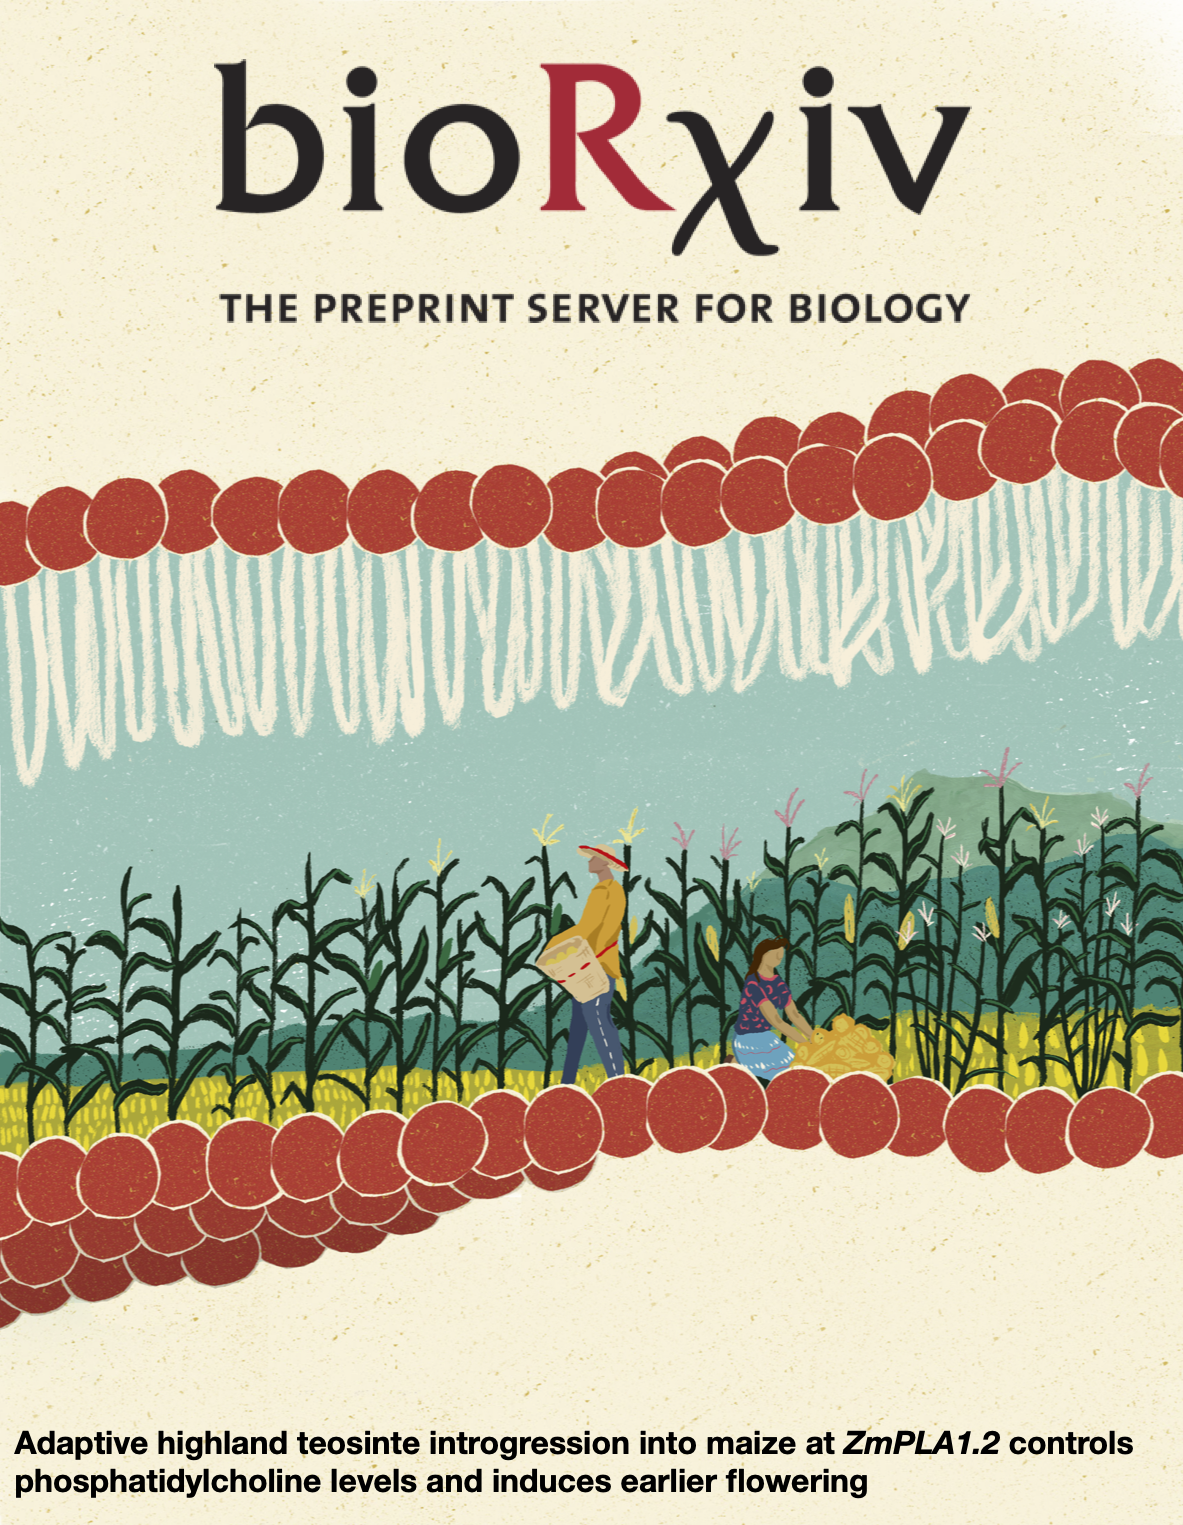 bioRχiv
THE PREPRINT SERVER FOR BIOLOGY
Adaptive highland teosinte introgression into maize at ZmPLA1.2 controls
phosphatidylcholine levels and induces earlier flowering